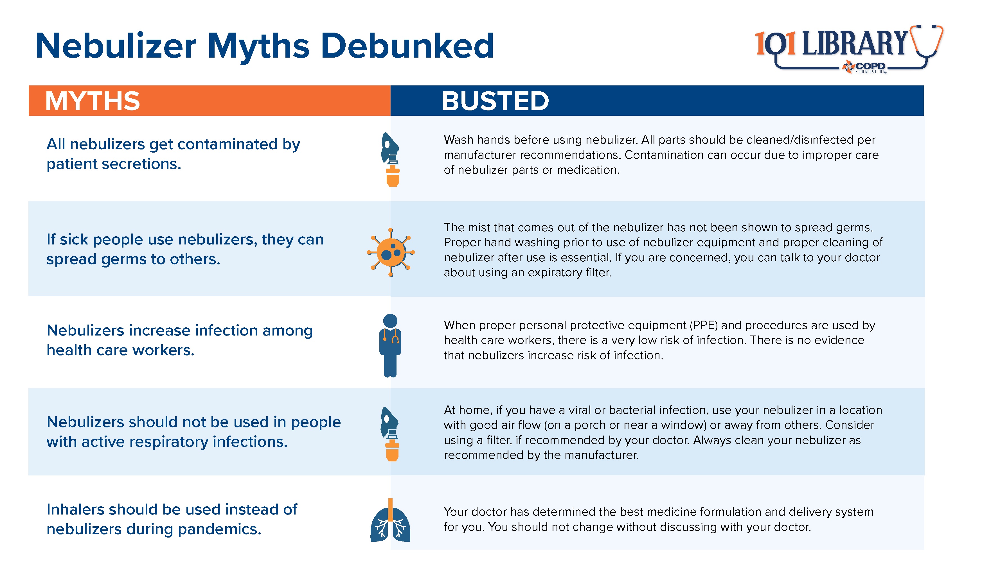 Nebulizer Myths Debunked
101 LIBRARY
COPD
FOUNDATION
MYTHS
BUSTED
All nebulizers get contaminated by
patient secretions.
Wash hands before using nebulizer. All parts should be cleaned/disinfected per
manufacturer recommendations. Contamination can occur due to improper care
of nebulizer parts or medication.
If sick people use nebulizers, they can
spread germs to others.
The mist that comes out of the nebulizer has not been shown to spread germs.
Proper hand washing prior to use of nebulizer equipment and proper cleaning of
nebulizer after use is essential. If you are concerned, you can talk to your doctor
about using an expiratory filter.
Nebulizers increase infection among
health care workers.
When proper personal protective equipment (PPE) and procedures are used by
health care workers, there is a very low risk of infection. There is no evidence
that nebulizers increase risk of infection.
Nebulizers should not be used in people
with active respiratory infections.
At home, if you have a viral or bacterial infection, use your nebulizer in a location
with good air flow (on a porch or near a window) or away from others. Consider
using a filter, if recommended by your doctor. Always clean your nebulizer as
recommended by the manufacturer.
Inhalers should be used instead of
nebulizers during pandemics.
Your doctor has determined the best medicine formulation and delivery system
for you. You should not change without discussing with your doctor.